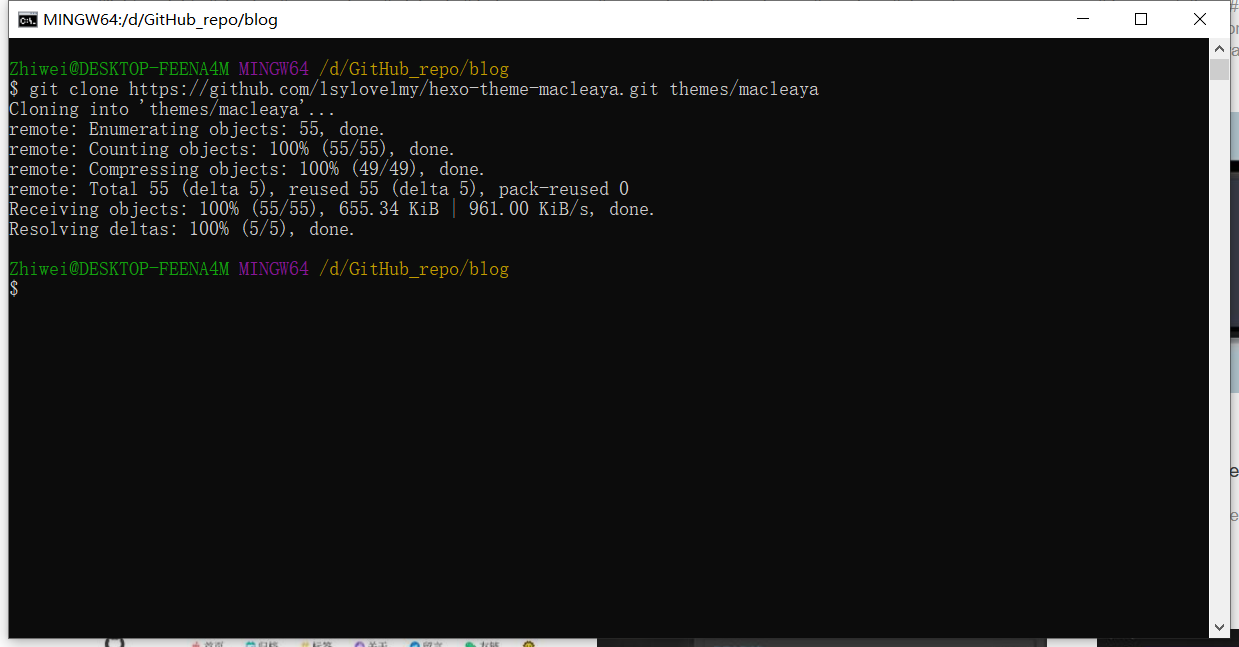 MINGW64:/d/GitHub_repo/blog
Zhiwei@DESKTOP-FEENA4M MINGW64 /d/GitHub_repo/blog
$ git clone https://github.com/lsylovelmy/hexo-theme-macleaya.git themes/macleaya
Cloning into 'themes/macleaya'...
remote: Enumerating objects: 55, done.
remote: Counting objects: 100% (55/55), done.
remote: Compressing objects: 100% (49/49), done.
remote: Total 55 (delta 5), reused 55 (delta 5), pack-reused 0
Receiving objects: 100% (55/55), 655.34 KiB | 961.00 KiB/s, done.
Resolving deltas: 100% (5/5), done.
Zhiwei@DESKTOP-FEENA4M MINGW64 /d/GitHub_repo/blog
$